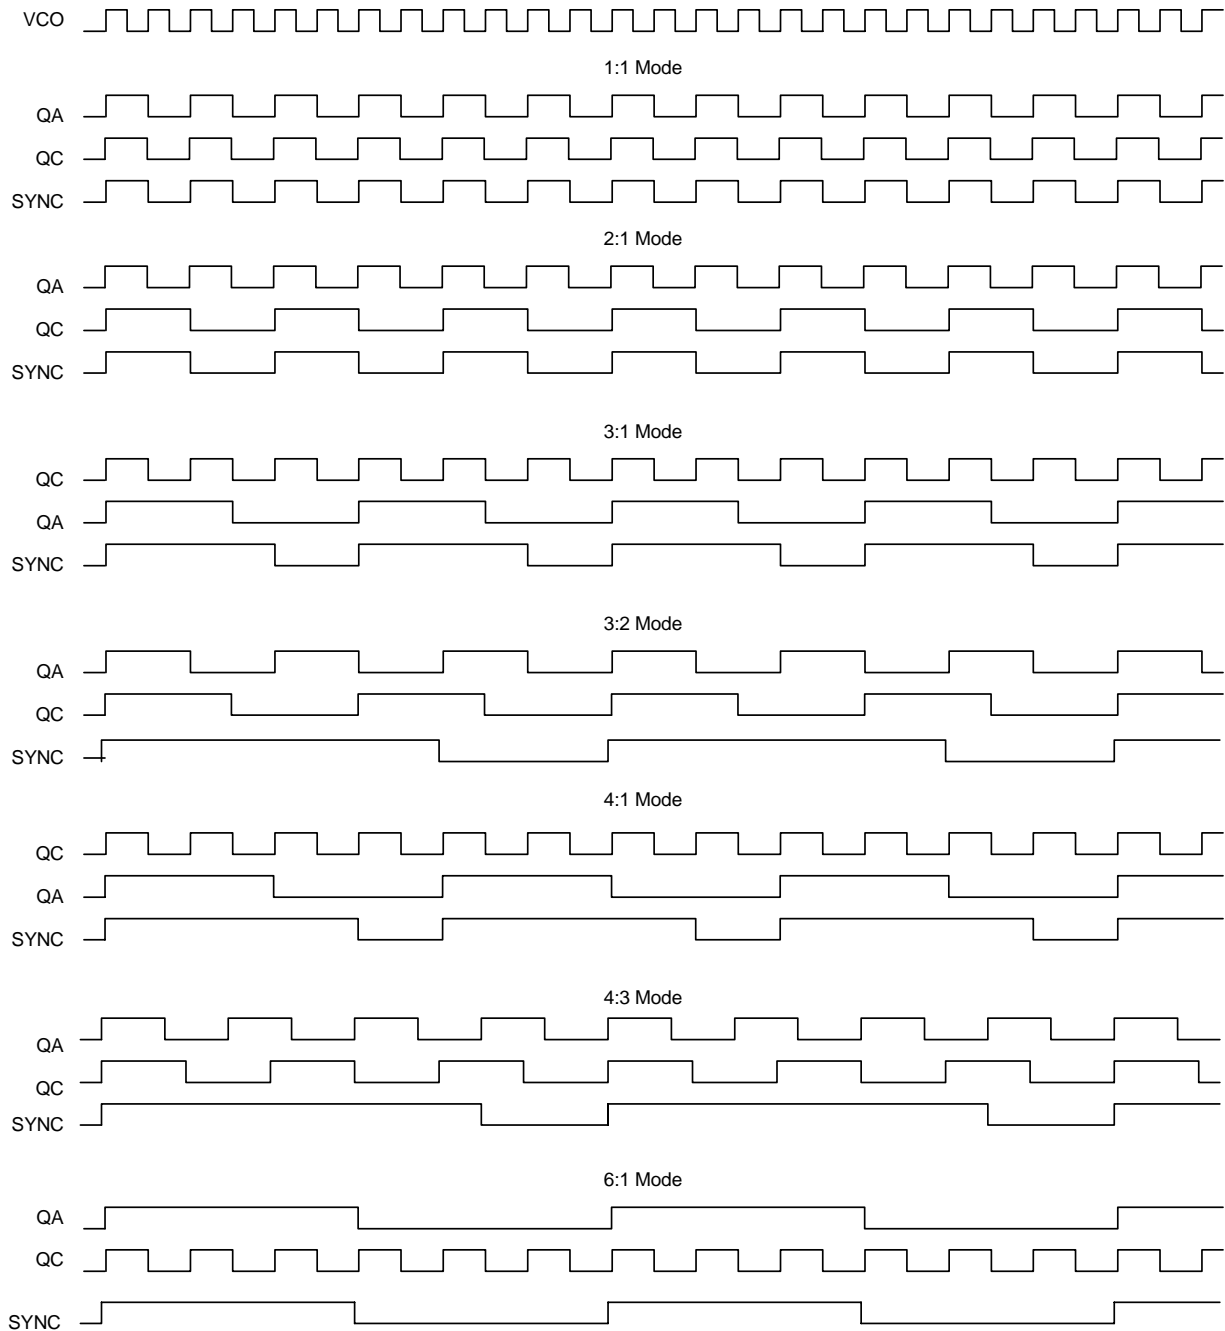 VCO
1:1 Mode
QA
QC
SYNC
2:1 Mode
QA
QC
SYNC
3:1 Mode
QC
QA
SYNC
3:2 Mode
QA
QC
SYNC
4:1 Mode
QC
QA
SYNC
4:3 Mode
QA
QC
SYNC
6:1 Mode
QA
QC
SYNC